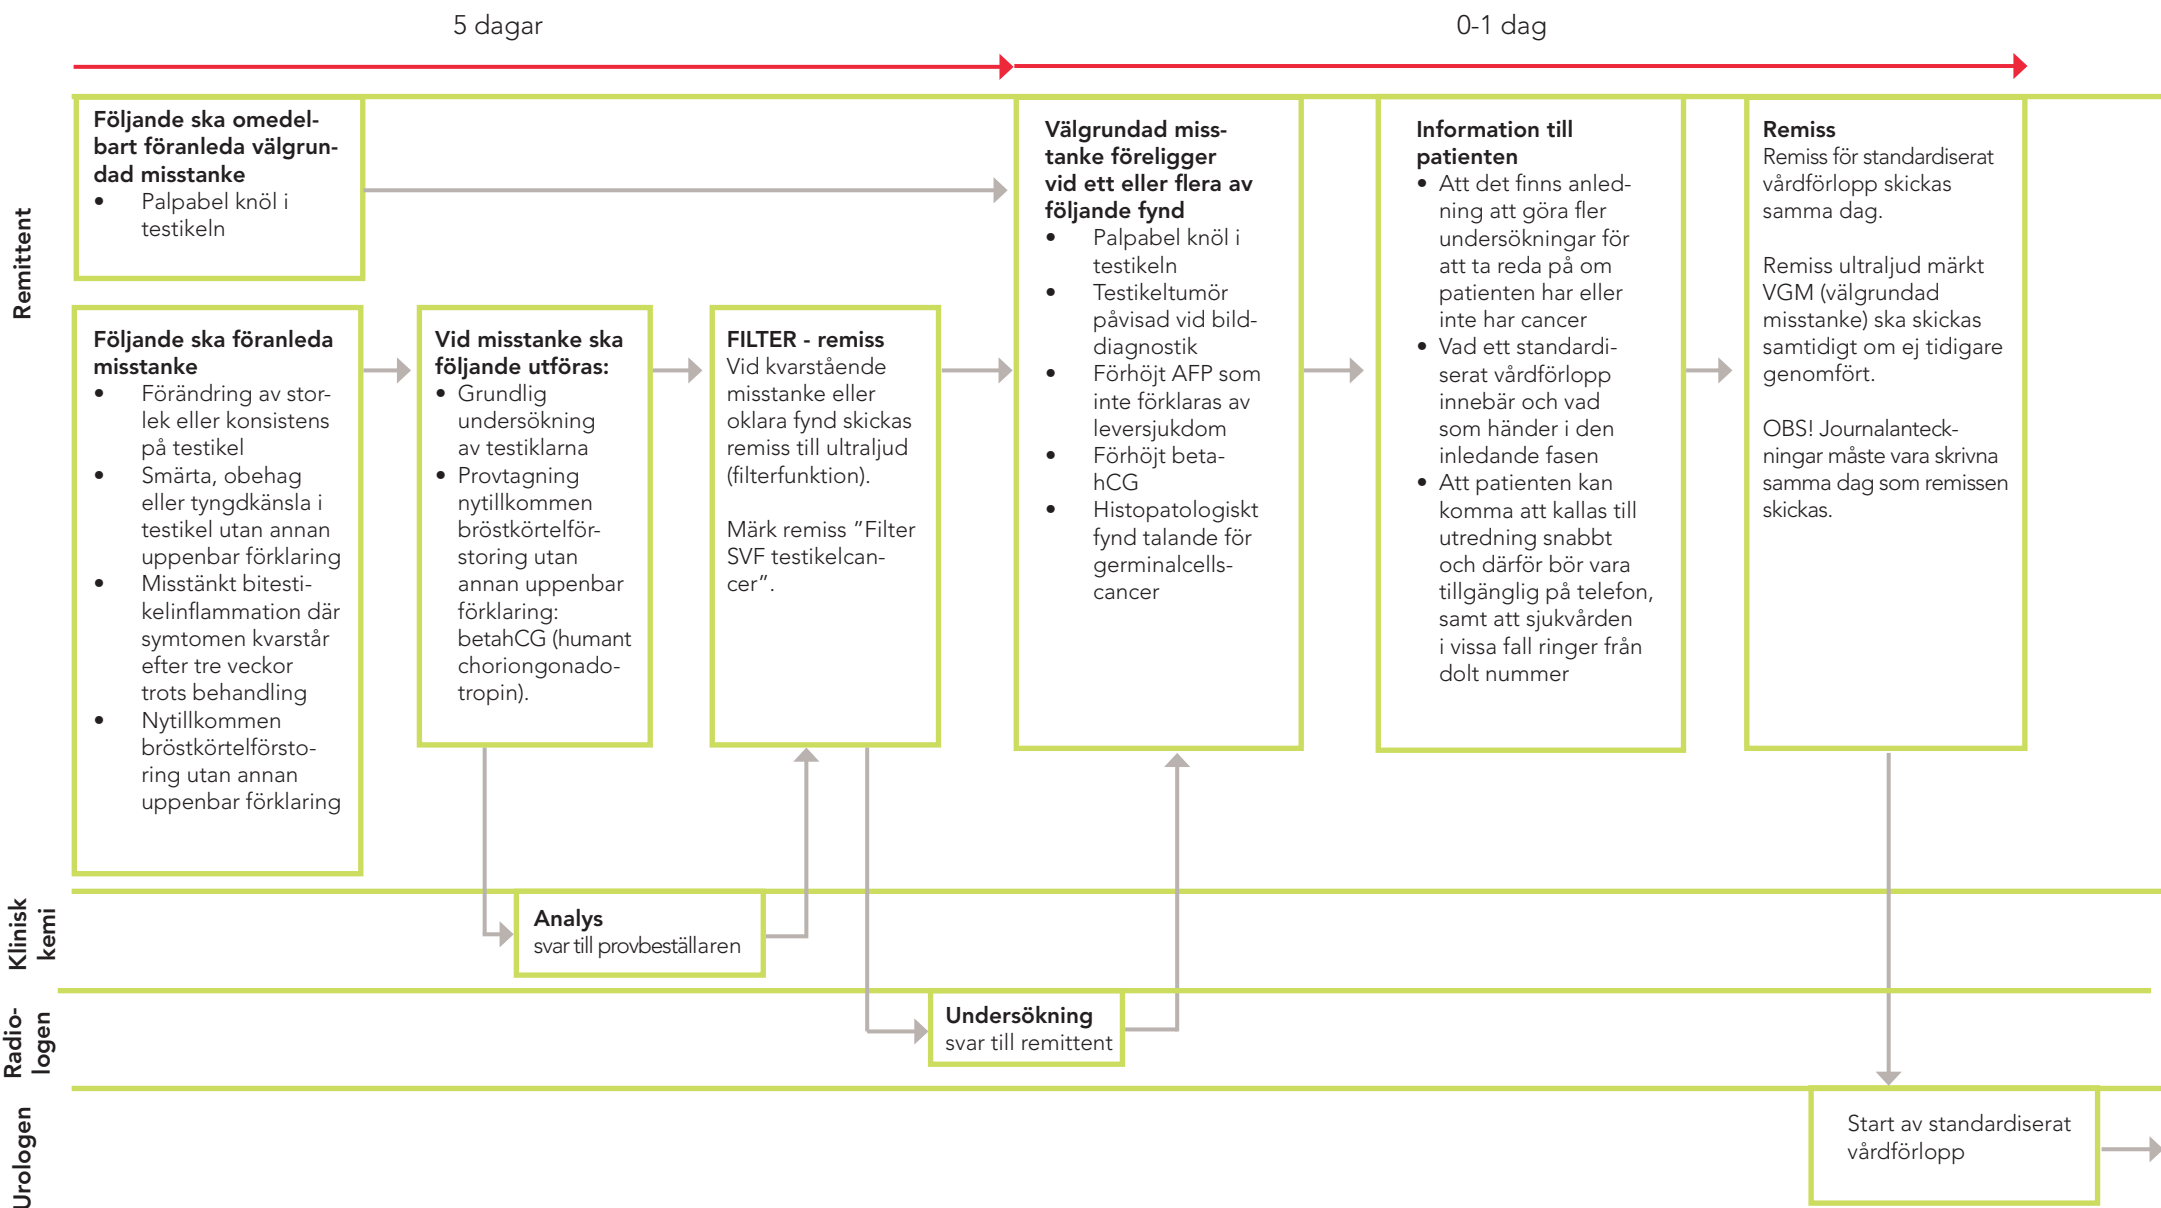 5 dagar
0-1 dag
Remittent
Följande ska omedel-
bart föranleda välgrun-
dad misstanke
• Palpabel knöl i
testikeln
Följande ska föranleda
misstanke
• Förändring av stor-
lek eller konsistens
på testikel
• Smärta, obehag
eller tyngdkänsla i
testikel utan annan
uppenbar förklaring
• Misstänkt bitesti-
kelinflammation där
symtomen kvarstår
efter tre veckor
trots behandling
• Nytillkommen
bröstkörtelförsto-
ring utan annan
uppenbar förklaring
Vid misstanke ska
följande utföras:
• Grundlig
undersökning
av testiklarna
• Provtagning
nytillkommen
bröstkörtelför-
storing utan
annan uppenbar
förklaring:
betahCG (humant
choriongonado-
tropin).
FILTER - remiss
Vid kvarstående
misstanke eller
oklara fynd skickas
remiss till ultraljud
(filterfunktion).
Märk remiss ”Filter
SVF testikelcan-
cer”.
Välgrundad miss-
tanke föreligger
vid ett eller flera av
följande fynd
• Palpabel knöl i
testikeln
• Testikeltumör
påvisad vid bild-
diagnostik
• Förhöjt AFP som
inte förklaras av
leversjukdom
• Förhöjt beta-
hCG
• Histopatologiskt
fynd talande för
germinalcells-
cancer
Information till
patienten
• Att det finns anled-
ning att göra fler
undersökningar för
att ta reda på om
patienten har eller
inte har cancer
• Vad ett standardi-
serat vårdförlopp
innebär och vad
som händer i den
inledande fasen
• Att patienten kan
komma att kallas till
utredning snabbt
och därför bör vara
tillgänglig på telefon,
samt att sjukvården
i vissa fall ringer från
dolt nummer
Remiss
Remiss för standardiserat
vårdförlopp skickas
samma dag.
Remiss ultraljud märkt
VGM (välgrundad
misstanke) ska skickas
samtidigt om ej tidigare
genomfört.
OBS! Journalanteck-
ningar måste vara skrivna
samma dag som remissen
skickas.
Klinisk
kemi
Analys
svar till provbeställaren
Radio-
logen
Undersökning
svar till remittent
Urologen
Start av standardiserat
vårdförlopp